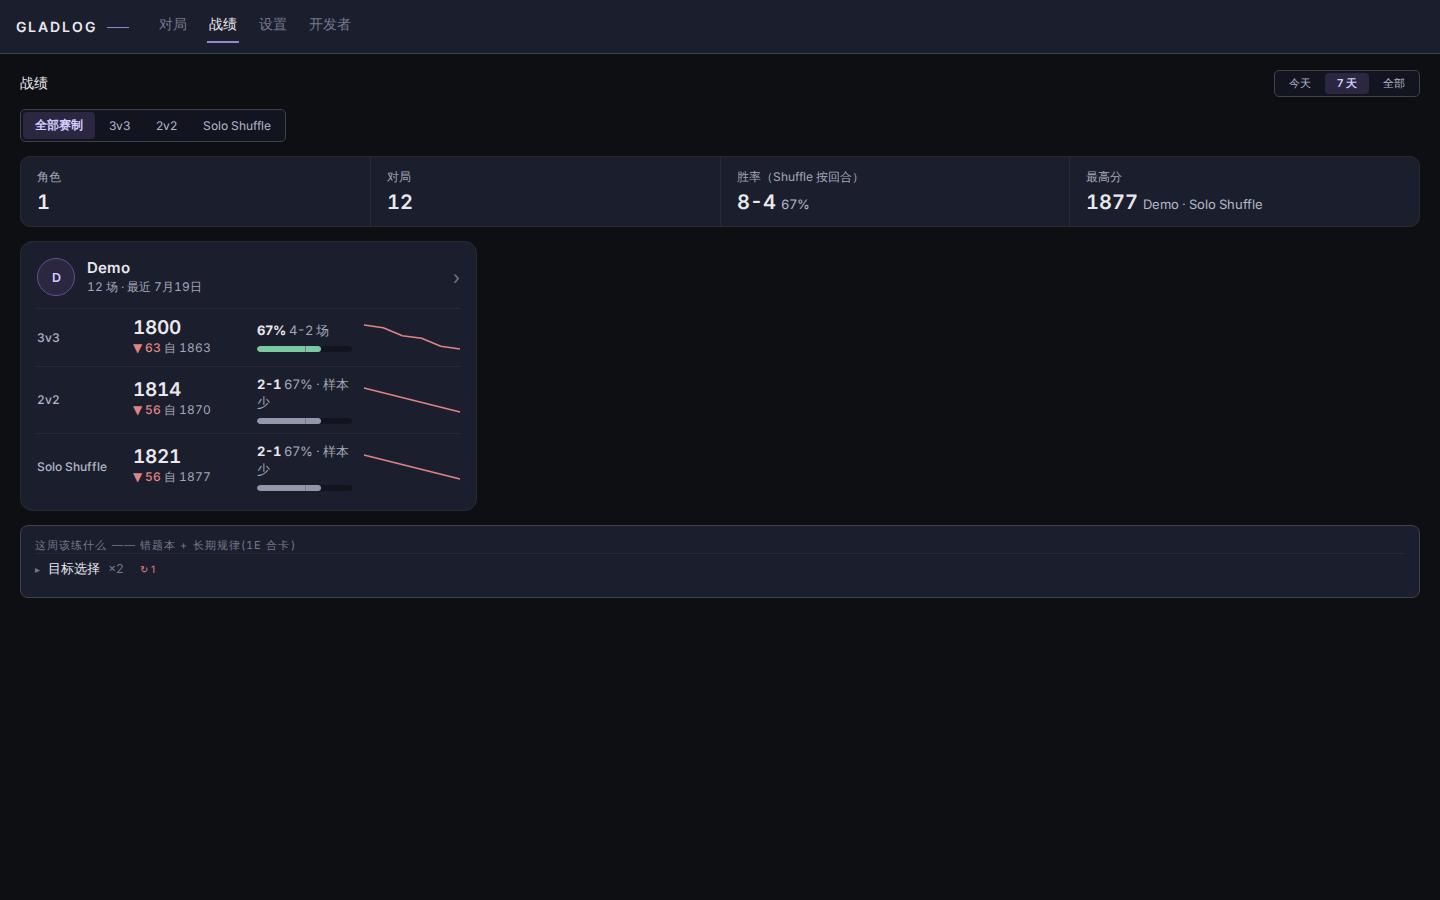 GLADLOG
对局 战绩 设置 开发者
战绩
今天 7 天 全部
全部赛制 3v3 2v2 Solo Shuffle
角色
1
对局
12
胜率（Shuffle 按回合）
8-4 67%
最高分
1877 Demo · Solo Shuffle
D
Demo
12 场 · 最近 7月19日
›
3v3
1800
▼ 63 自 1863
67% 4-2 场
2v2
1814
▼ 56 自 1870
2-1 67% · 样本
少
Solo Shuffle
1821
▼ 56 自 1877
2-1 67% · 样本
少
这周该练什么 —— 错题本 + 长期规律(1E 合卡)
▸ 目标选择 ×2 ↻ 1